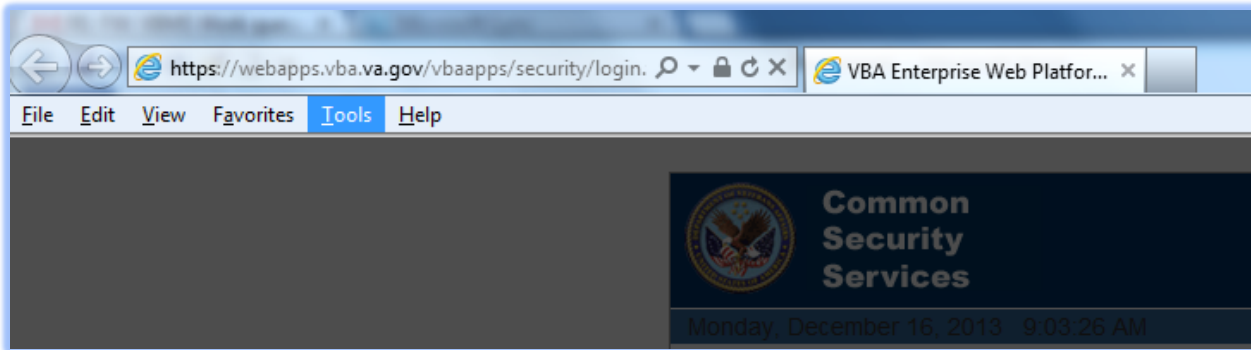 https://webapps.vba.va.gov/vbaapps/security/login.
VBA Enterprise Web Platfor...
File Edit View Favorites Tools Help
Common
Security
Services
Monday, December 16, 2013 9:03:26 AM